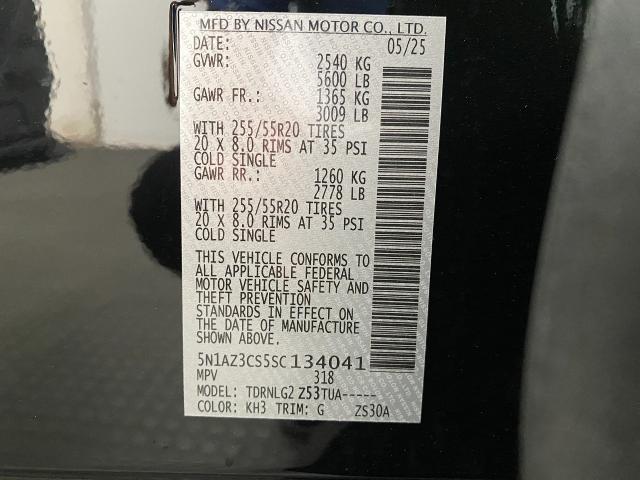 MFD BY NISSAN MOTOR CO., LTD.
DATE: 05/25
GVWR: 2540 KG
5600 LB
GAWR FR.: 1365 KG
3009 LB
WITH 255/55R20 TIRES
20 X 8.0 RIMS AT 35 PSI
COLD SINGLE
GAWR RR.: 1260 KG
2778 LB
WITH 255/55R20 TIRES
20 X 8.0 RIMS AT 35 PSI
COLD SINGLE
THIS VEHICLE CONFORMS TO
ALL APPLICABLE FEDERAL
MOTOR VEHICLE SAFETY AND
THEFT PREVENTION
STANDARDS IN EFFECT ON
THE DATE OF MANUFACTURE
SHOWN ABOVE.
5N1AZ3CS5SC134041
MPV 318
MODEL: TDRNLG2 Z53TUA-----
COLOR: KH3 TRIM: G ZS30A